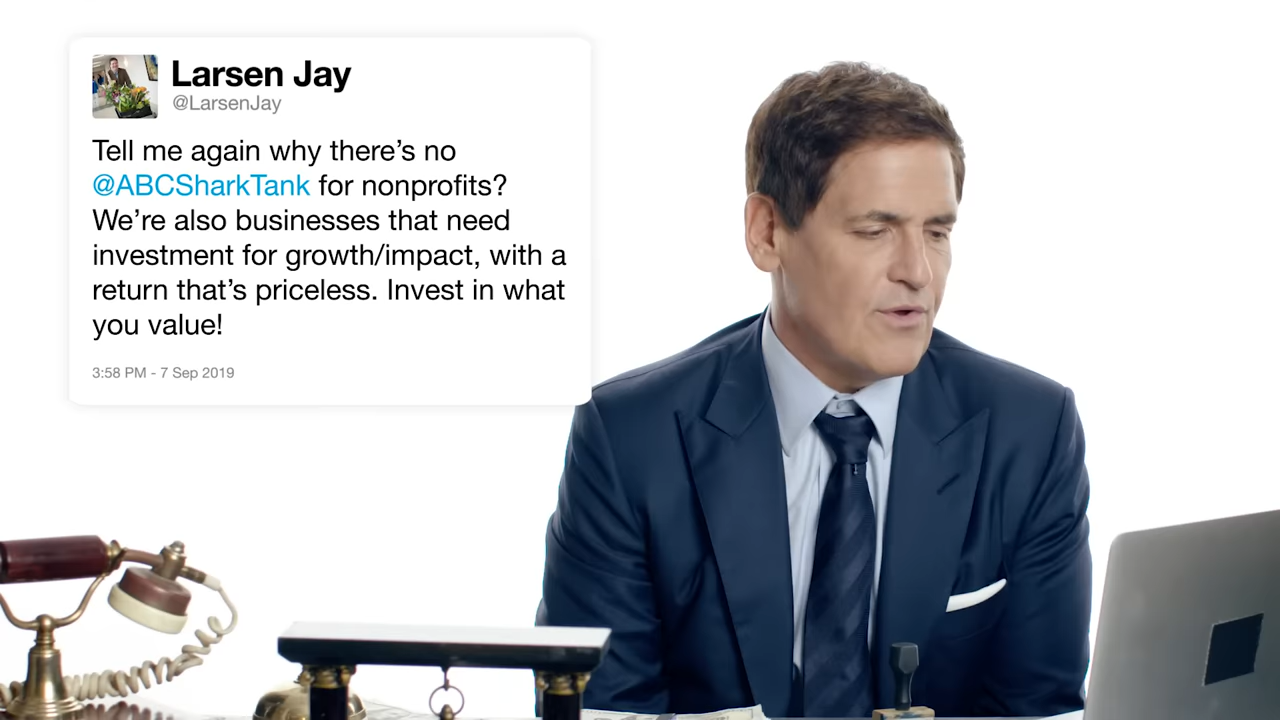 Larsen Jay
@LarsenJay
Tell me again why there's no
@ABCSharkTank for nonprofits?
We're also businesses that need
investment for growth/impact, with a
return that's priceless. Invest in what
you value!
3:58 PM - 7 Sep 2019